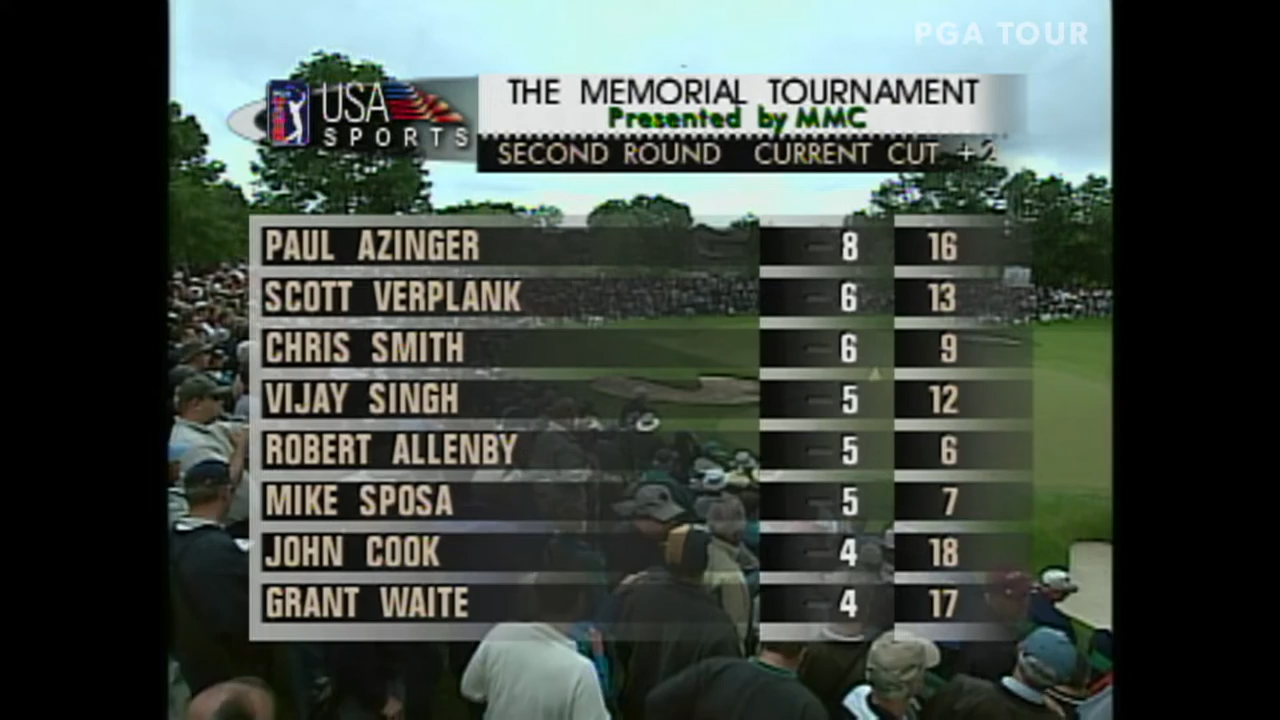 PGA TOUR
USA
SPORTS
THE MEMORIAL TOURNAMENT
Presented by MMC
SECOND ROUND CURRENT CUT +2
PAUL AZINGER - 8 16
SCOTT VERPLANK - 6 13
CHRIS SMITH - 6 9
VIJAY SINGH - 5 12
ROBERT ALLENBY - 5 6
MIKE SPOSA - 5 7
JOHN COOK - 4 18
GRANT WAITE - 4 17